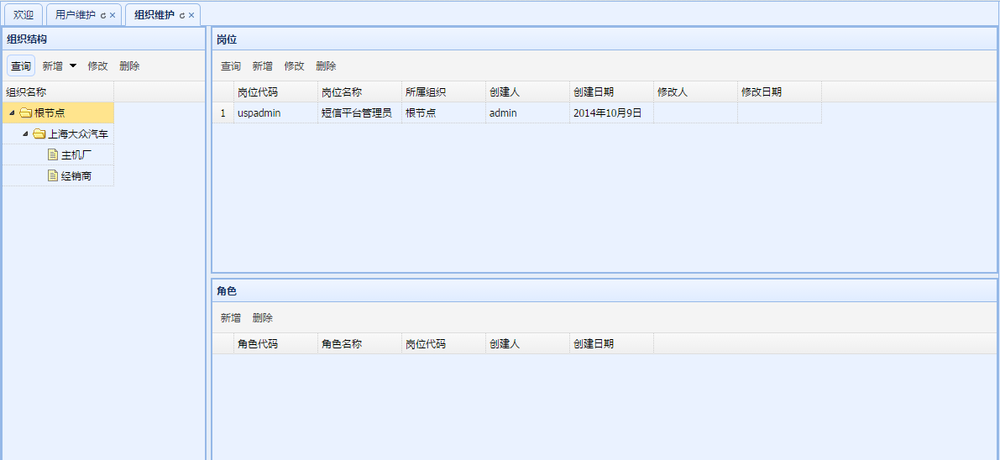 欢迎 用户维护 组织维护
组织结构
查询 新增 修改 删除
组织名称
根节点
上海大众汽车
主机厂
经销商
岗位
查询 新增 修改 删除
岗位代码 岗位名称 所属组织 创建人 创建日期 修改人 修改日期
1 uspadmin 短信平台管理员 根节点 admin 2014年10月9日
角色
新增 删除
角色代码 角色名称 岗位代码 创建人 创建日期